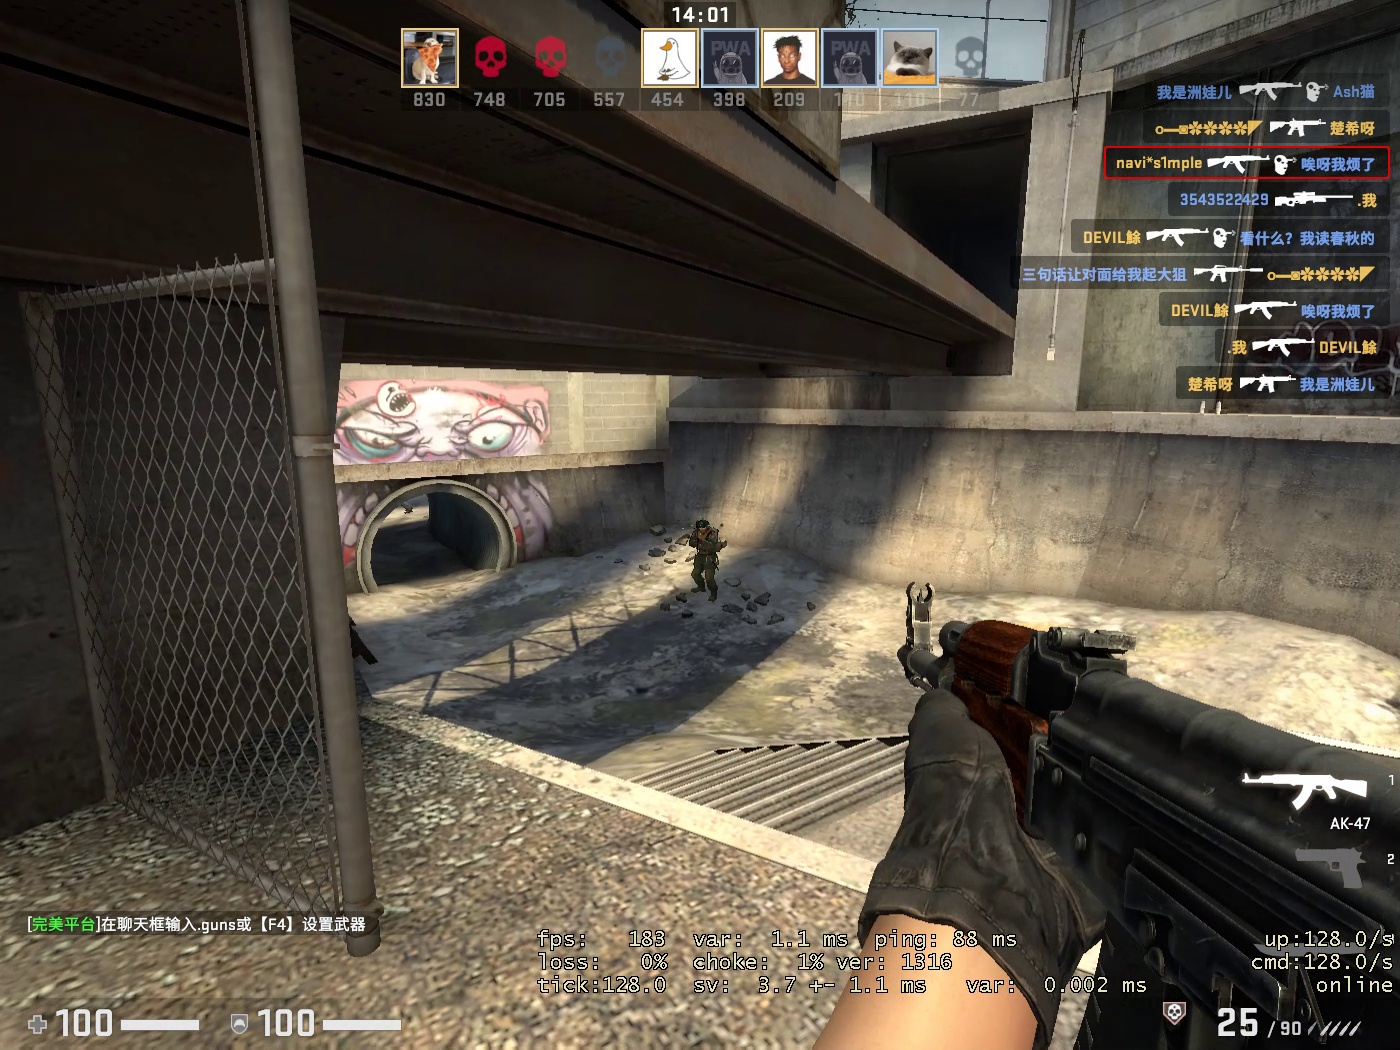 14:01
PWA PWA
830 748 705 557 454 398 209 110 77
我是洲娃儿 Ash猫
楚希呀
navi*s1mple 唉呀我烦了
3543522429 .我
DEVIL鮽 看什么？我读春秋的
三句话让对面给我起大狙
DEVIL鮽 唉呀我烦了
.我 DEVIL鮽
楚希呀 我是洲娃儿
1
AK-47
2
[完美平台]在聊天框输入.guns或【F4】设置武器
fps: 183 var: 1.1 ms ping: 88 ms
loss: 0% choke: 1% ver: 1316
tick:128.0 sv: 3.7 +- 1.1 ms var: 0.002 ms
up:128.0/s
cmd:128.0/s
online
100 100
25 / 90